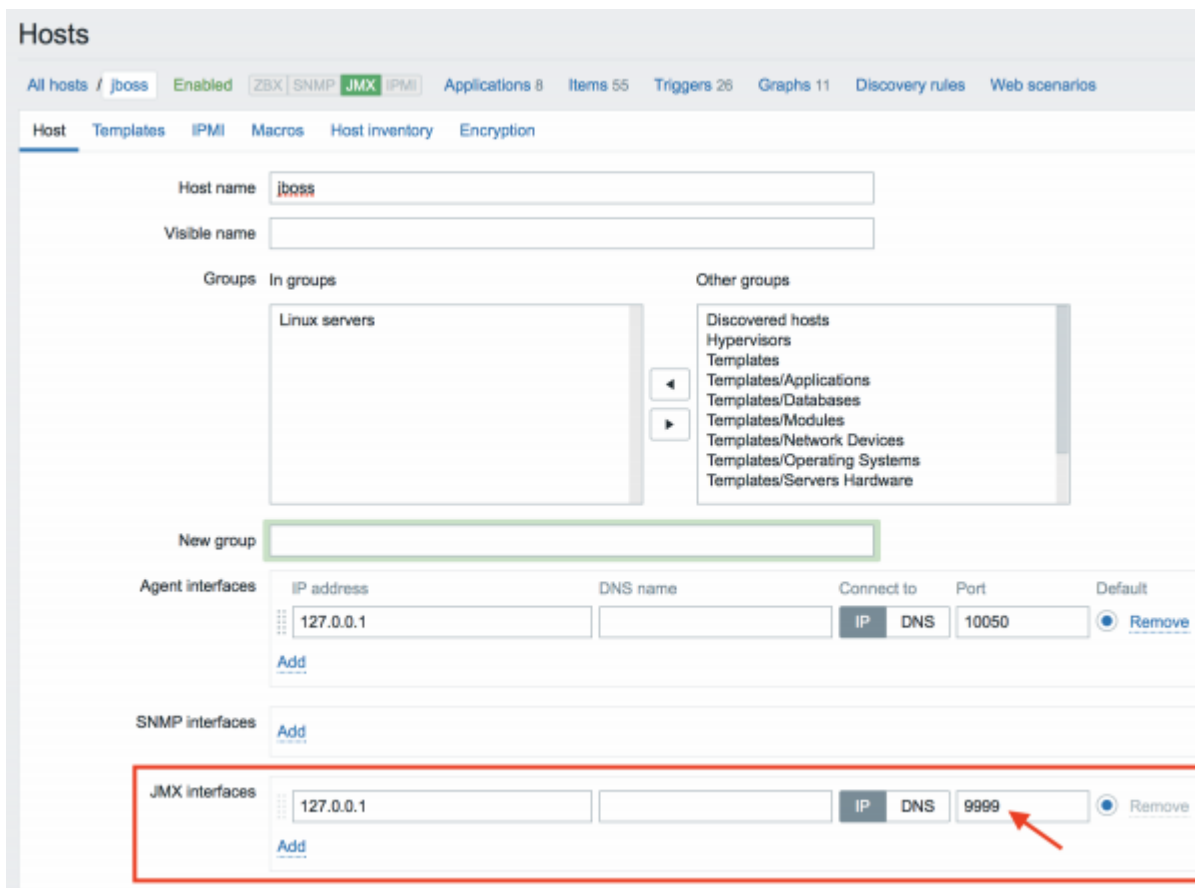 Hosts
All hosts / jboss Enabled ZBX SNMP JMX IPMI Applications 8 Items 55 Triggers 26 Graphs 11 Discovery rules Web scenarios
Host Templates IPMI Macros Host inventory Encryption
Host name jboss
Visible name
Groups In groups Other groups
Linux servers
Discovered hosts
Hypervisors
Templates
Templates/Applications
Templates/Databases
Templates/Modules
Templates/Network Devices
Templates/Operating Systems
Templates/Servers Hardware
New group
Agent interfaces IP address DNS name Connect to Port Default
127.0.0.1 IP DNS 10050 Remove
Add
SNMP interfaces Add
JMX interfaces 127.0.0.1 IP DNS 9999 Remove
Add